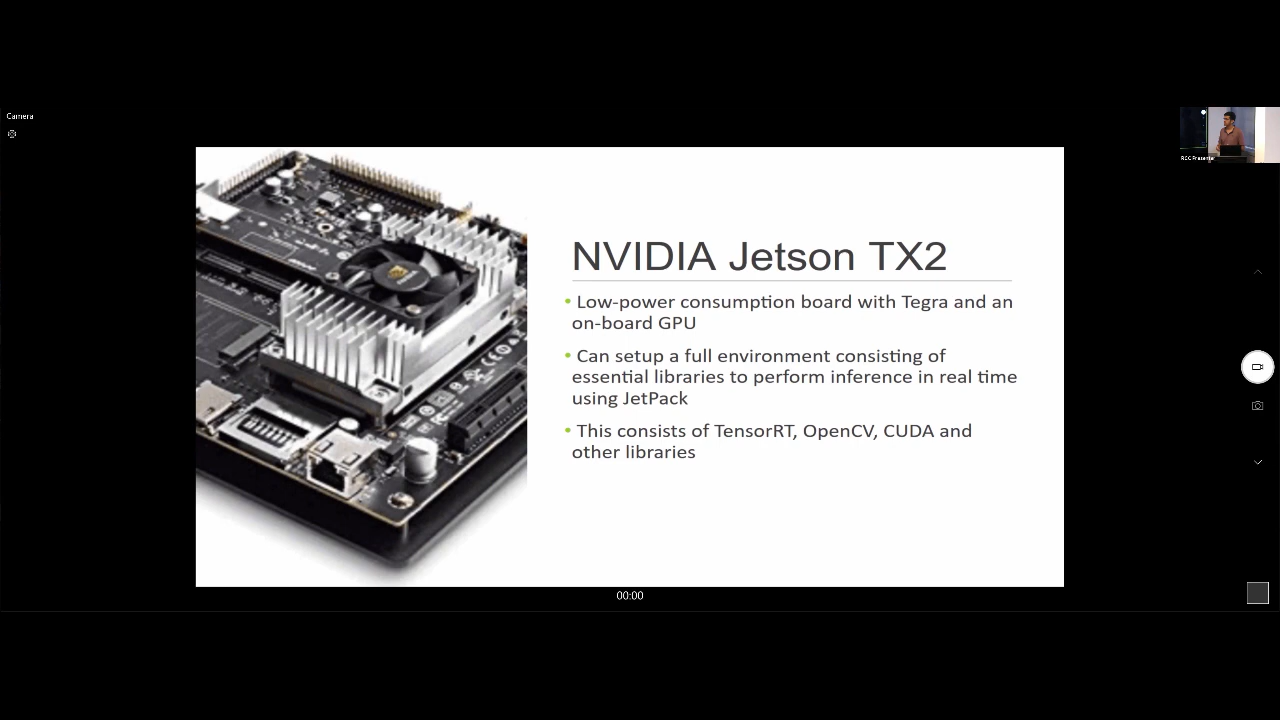 Camera
RCC Presenter
NVIDIA Jetson TX2
• Low-power consumption board with Tegra and an
on-board GPU
• Can setup a full environment consisting of
essential libraries to perform inference in real time
using JetPack
• This consists of TensorRT, OpenCV, CUDA and
other libraries
00:00